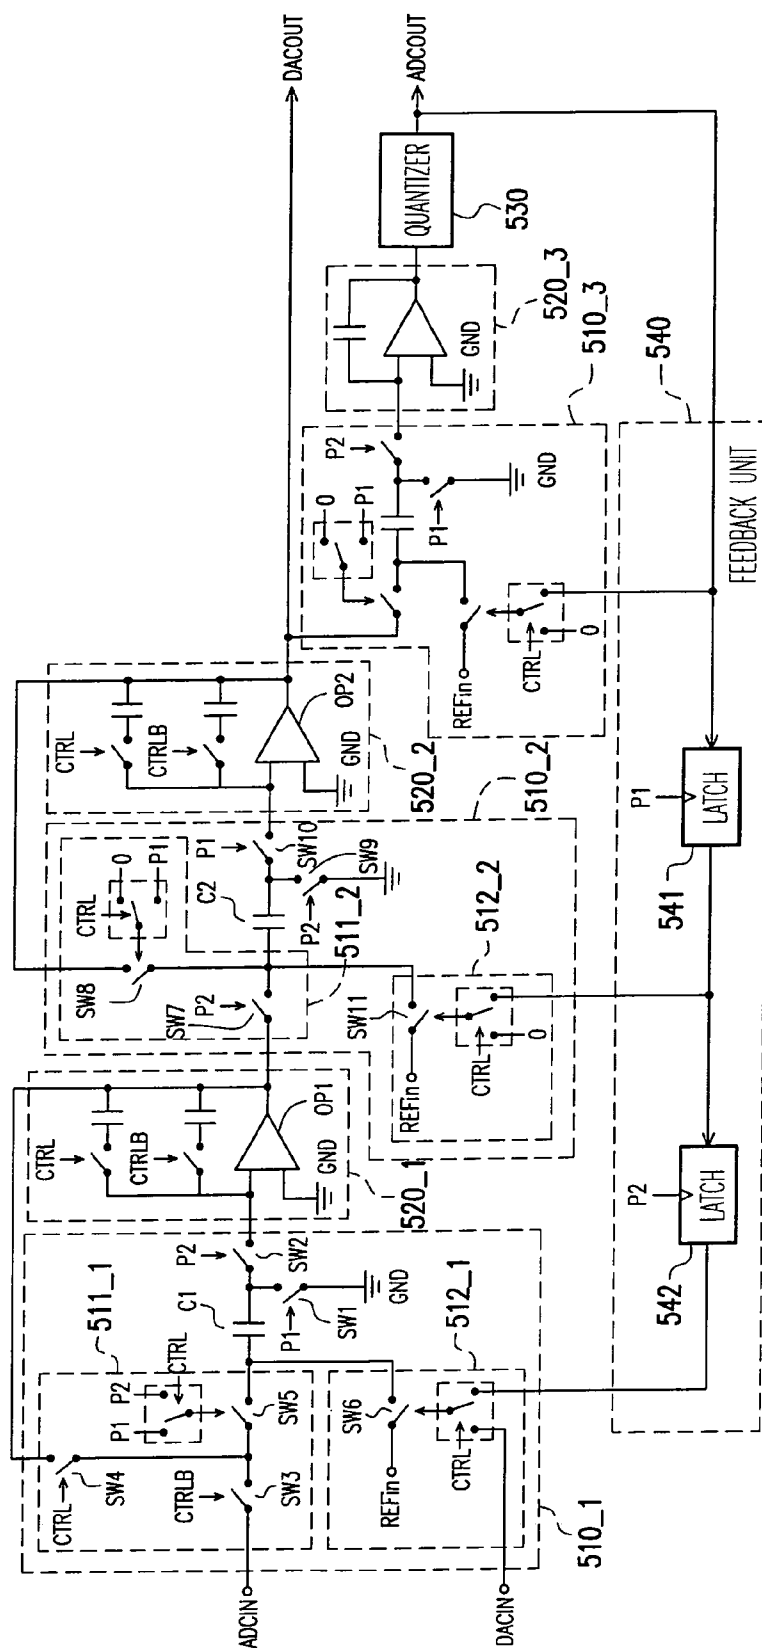 DACOUT
ADCOUT
QUANTIZER
530
520_3
GND
510_3
540
P2
0
P1
P1
GND
REFin
CTRL
0
FEEDBACK UNIT
CTRL
CTRLB
OP2
GND
520_2
510_2
P1
SW10
SW9
C2
P2
CTRL
0
P1
SW8
SW7
P2
511_2
512_2
SW11
REFin
CTRL
0
P1
LATCH
541
CTRL
CTRLB
OP1
GND
520_1
P2
SW2
C1
P1
SW1
GND
511_1
CTRL
P2
P1
SW5
SW4
CTRL
CTRLB
SW3
512_1
SW6
REFin
CTRL
P2
LATCH
542
510_1
ADCIN
DACIN